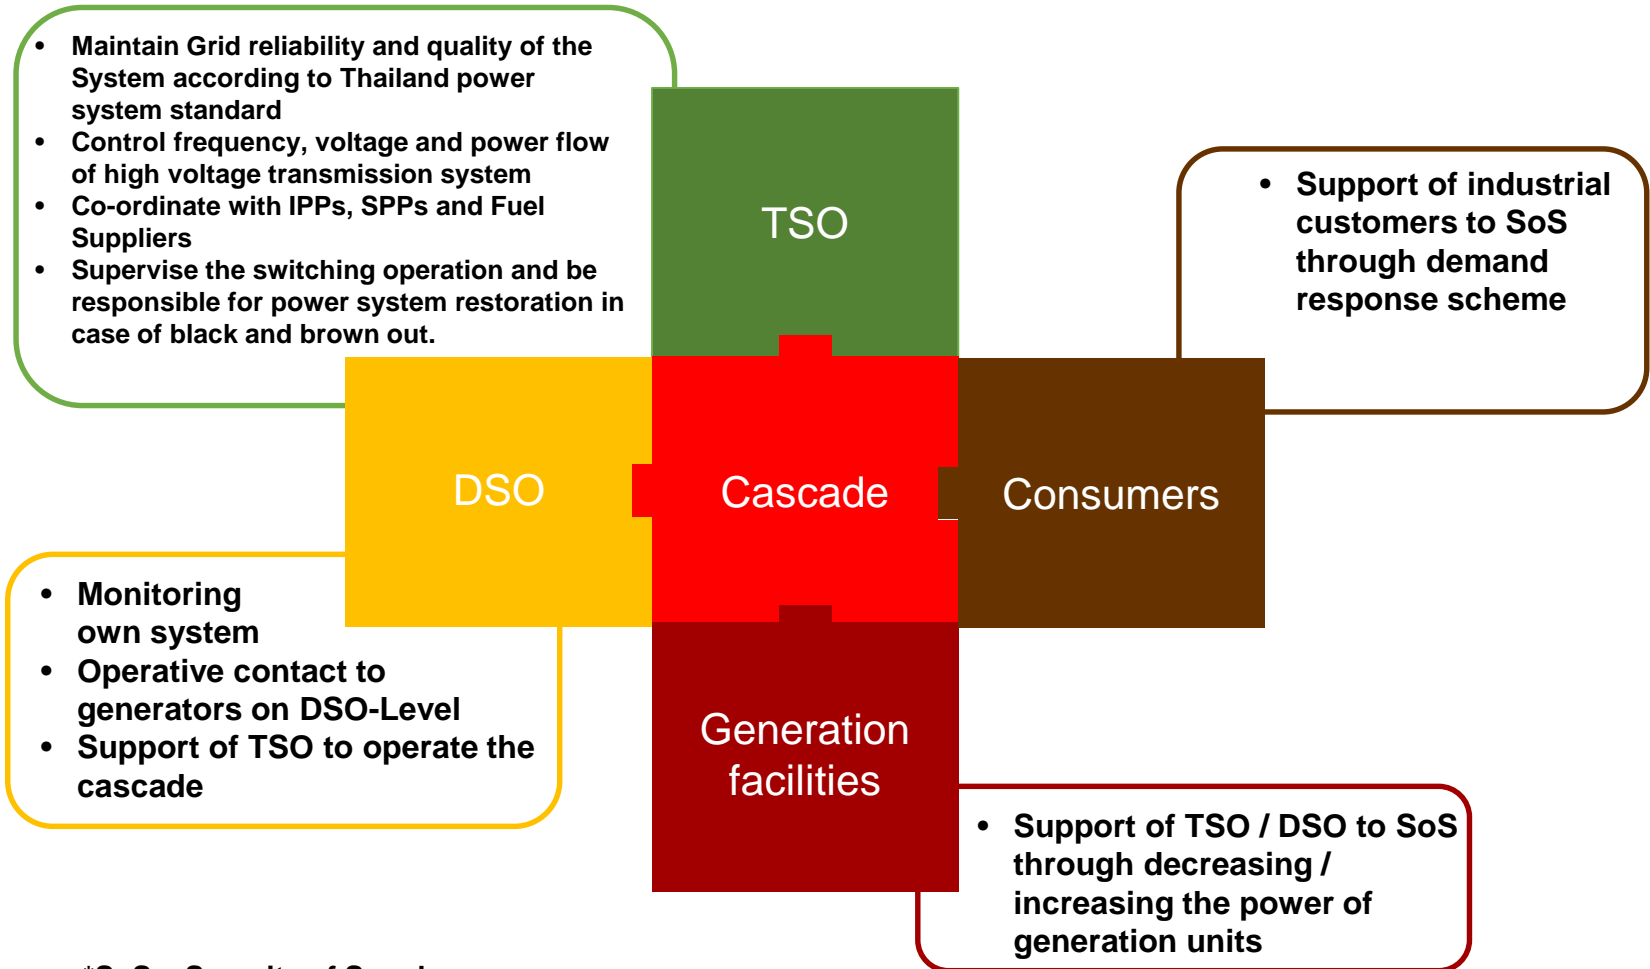 • Maintain Grid reliability and quality of the
System according to Thailand power
system standard
• Control frequency, voltage and power flow
of high voltage transmission system
• Co-ordinate with IPPs, SPPs and Fuel
Suppliers
• Supervise the switching operation and be
responsible for power system restoration in
case of black and brown out.
TSO
• Support of industrial
customers to SoS
through demand
response scheme
DSO
Cascade
Consumers
• Monitoring
own system
• Operative contact to
generators on DSO-Level
• Support of TSO to operate the
cascade
Generation
facilities
• Support of TSO / DSO to SoS
through decreasing /
increasing the power of
generation units